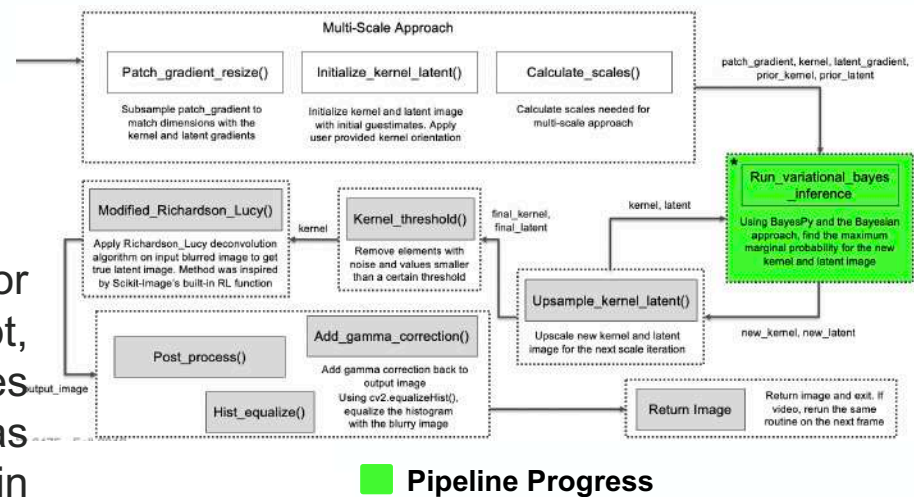 Multi-Scale Approach
Patch_gradient_resize()
Subsample patch_gradient to
match dimensions with the
kernel and latent gradients
Initialize_kernel_latent()
Initialize kernel and latent image
with initial guestimates. Apply
user provided kernel orientation
Calculate_scales()
Calculate scales needed for
multi-scale approach
patch_gradient, kernel, latent_gradient,
prior_kernel, prior_latent
*
Run_variational_bayes
_inference
Using BayesPy and the Bayesian
approach, find the maximum
marginal probability for the new
kernel and latent image
kernel, latent
new_kernel, new_latent
Upsample_kernel_latent()
Upscale new kernel and latent
image for the next scale iteration
final_kernel,
final_latent
Kernel_threshold()
Remove elements with
noise and values smaller
than a certain threshold
kernel
Modified_Richardson_Lucy()
Apply Richardson_Lucy deconvolution
algorithm on input blurred image to get
true latent image. Method was inspired
by Scikit-Image's built-in RL function
output_image
Post_process()
Add_gamma_correction()
Add gamma correction back to
output image
Using cv2.equalizeHist(),
equalize the histogram
with the blurry image
Hist_equalize()
Return Image
Return image and exit. If
video, rerun the same
routine on the next frame
or
es
as
in
Pipeline Progress